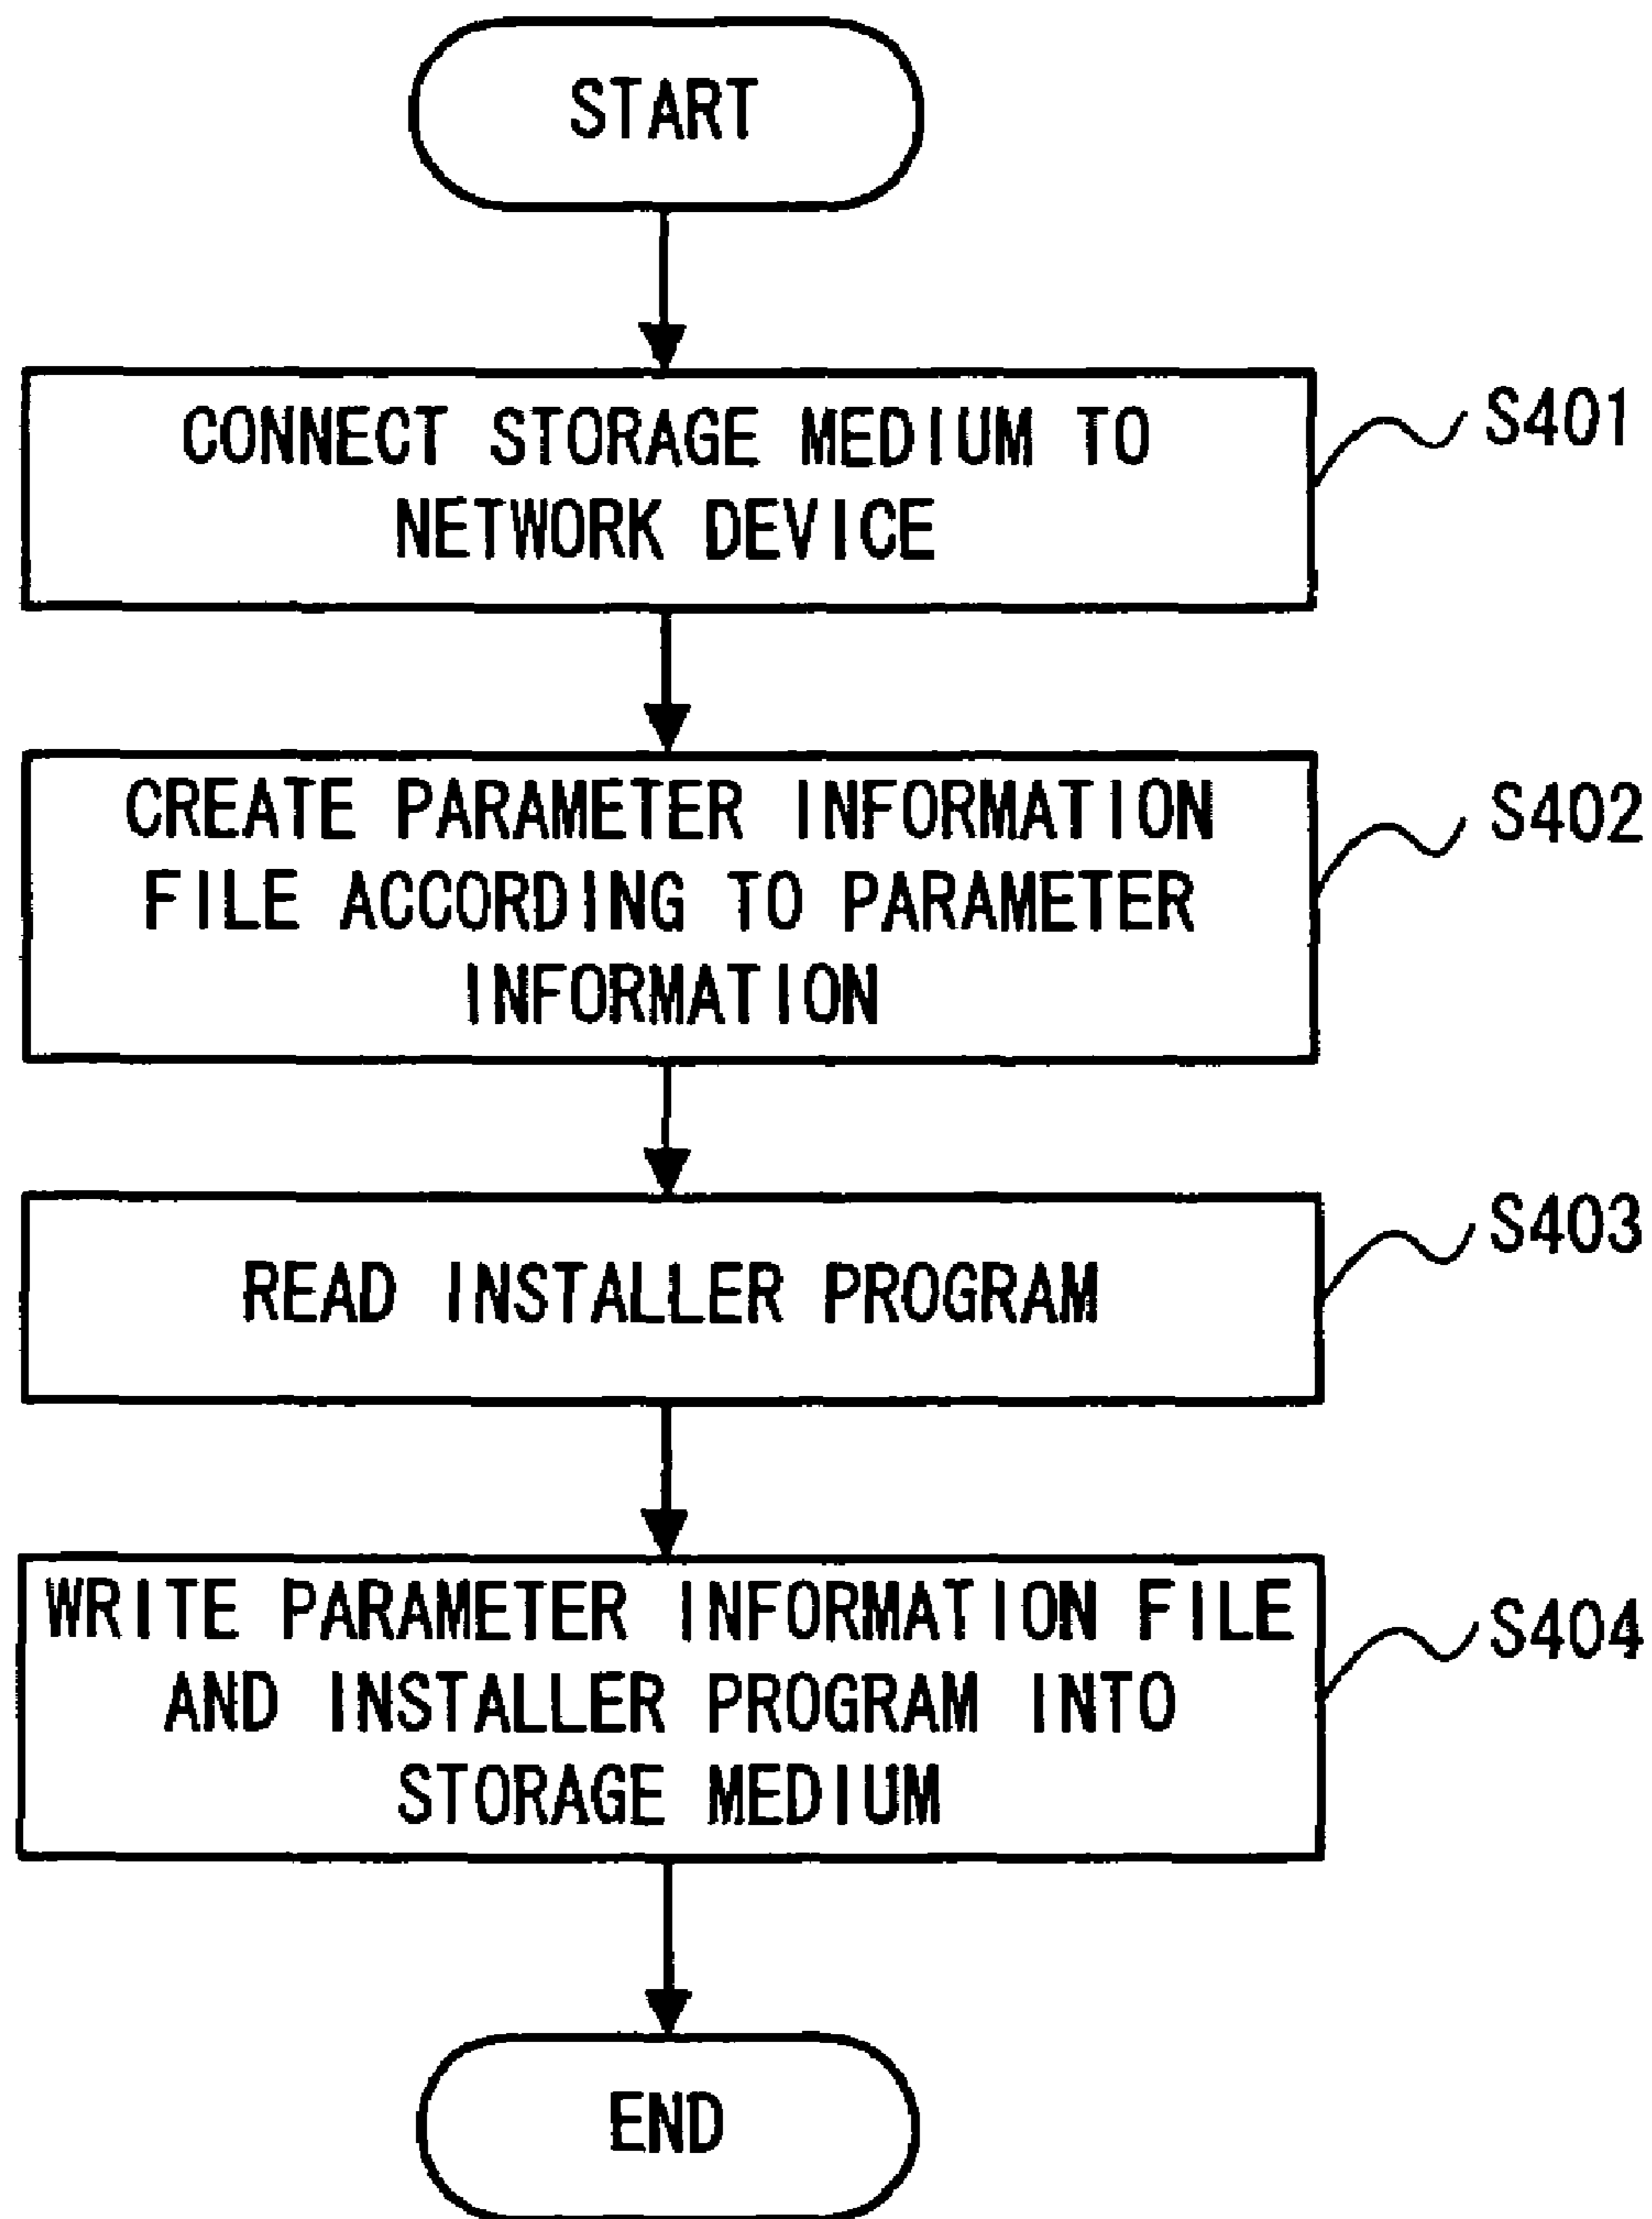 START
CONNECT STORAGE MEDIUM TO
NETWORK DEVICE
S401
CREATE PARAMETER INFORMATION
FILE ACCORDING TO PARAMETER
INFORMATION
S402
READ INSTALLER PROGRAM
S403
WRITE PARAMETER INFORMATION FILE
AND INSTALLER PROGRAM INTO
STORAGE MEDIUM
S404
END